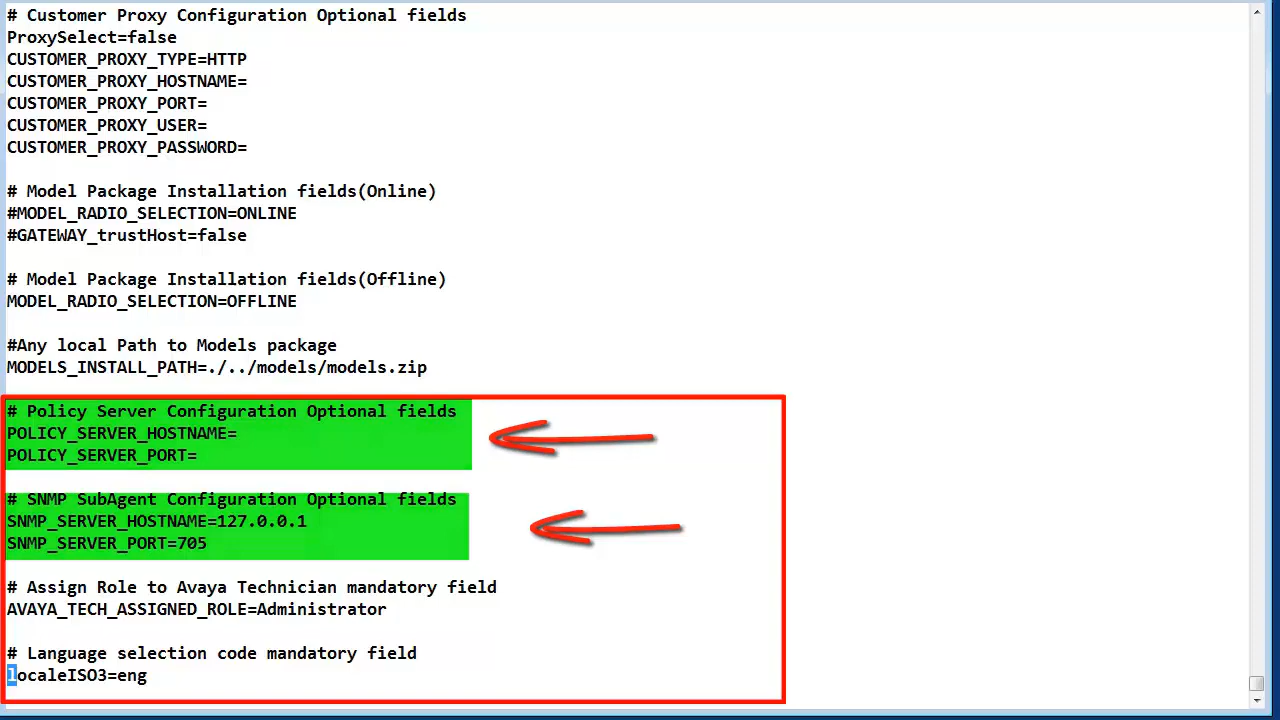 # Customer Proxy Configuration Optional fields
ProxySelect=false
CUSTOMER_PROXY_TYPE=HTTP
CUSTOMER_PROXY_HOSTNAME=
CUSTOMER_PROXY_PORT=
CUSTOMER_PROXY_USER=
CUSTOMER_PROXY_PASSWORD=
# Model Package Installation fields(Online)
#MODEL_RADIO_SELECTION=ONLINE
#GATEWAY_trustHost=false
# Model Package Installation fields(Offline)
MODEL_RADIO_SELECTION=OFFLINE
#Any local Path to Models package
MODELS_INSTALL_PATH=./../models/models.zip
# Policy Server Configuration Optional fields
POLICY_SERVER_HOSTNAME=
POLICY_SERVER_PORT=
# SNMP SubAgent Configuration Optional fields
SNMP_SERVER_HOSTNAME=127.0.0.1
SNMP_SERVER_PORT=705
# Assign Role to Avaya Technician mandatory field
AVAYA_TECH_ASSIGNED_ROLE=Administrator
# Language selection code mandatory field
localeISO3=eng